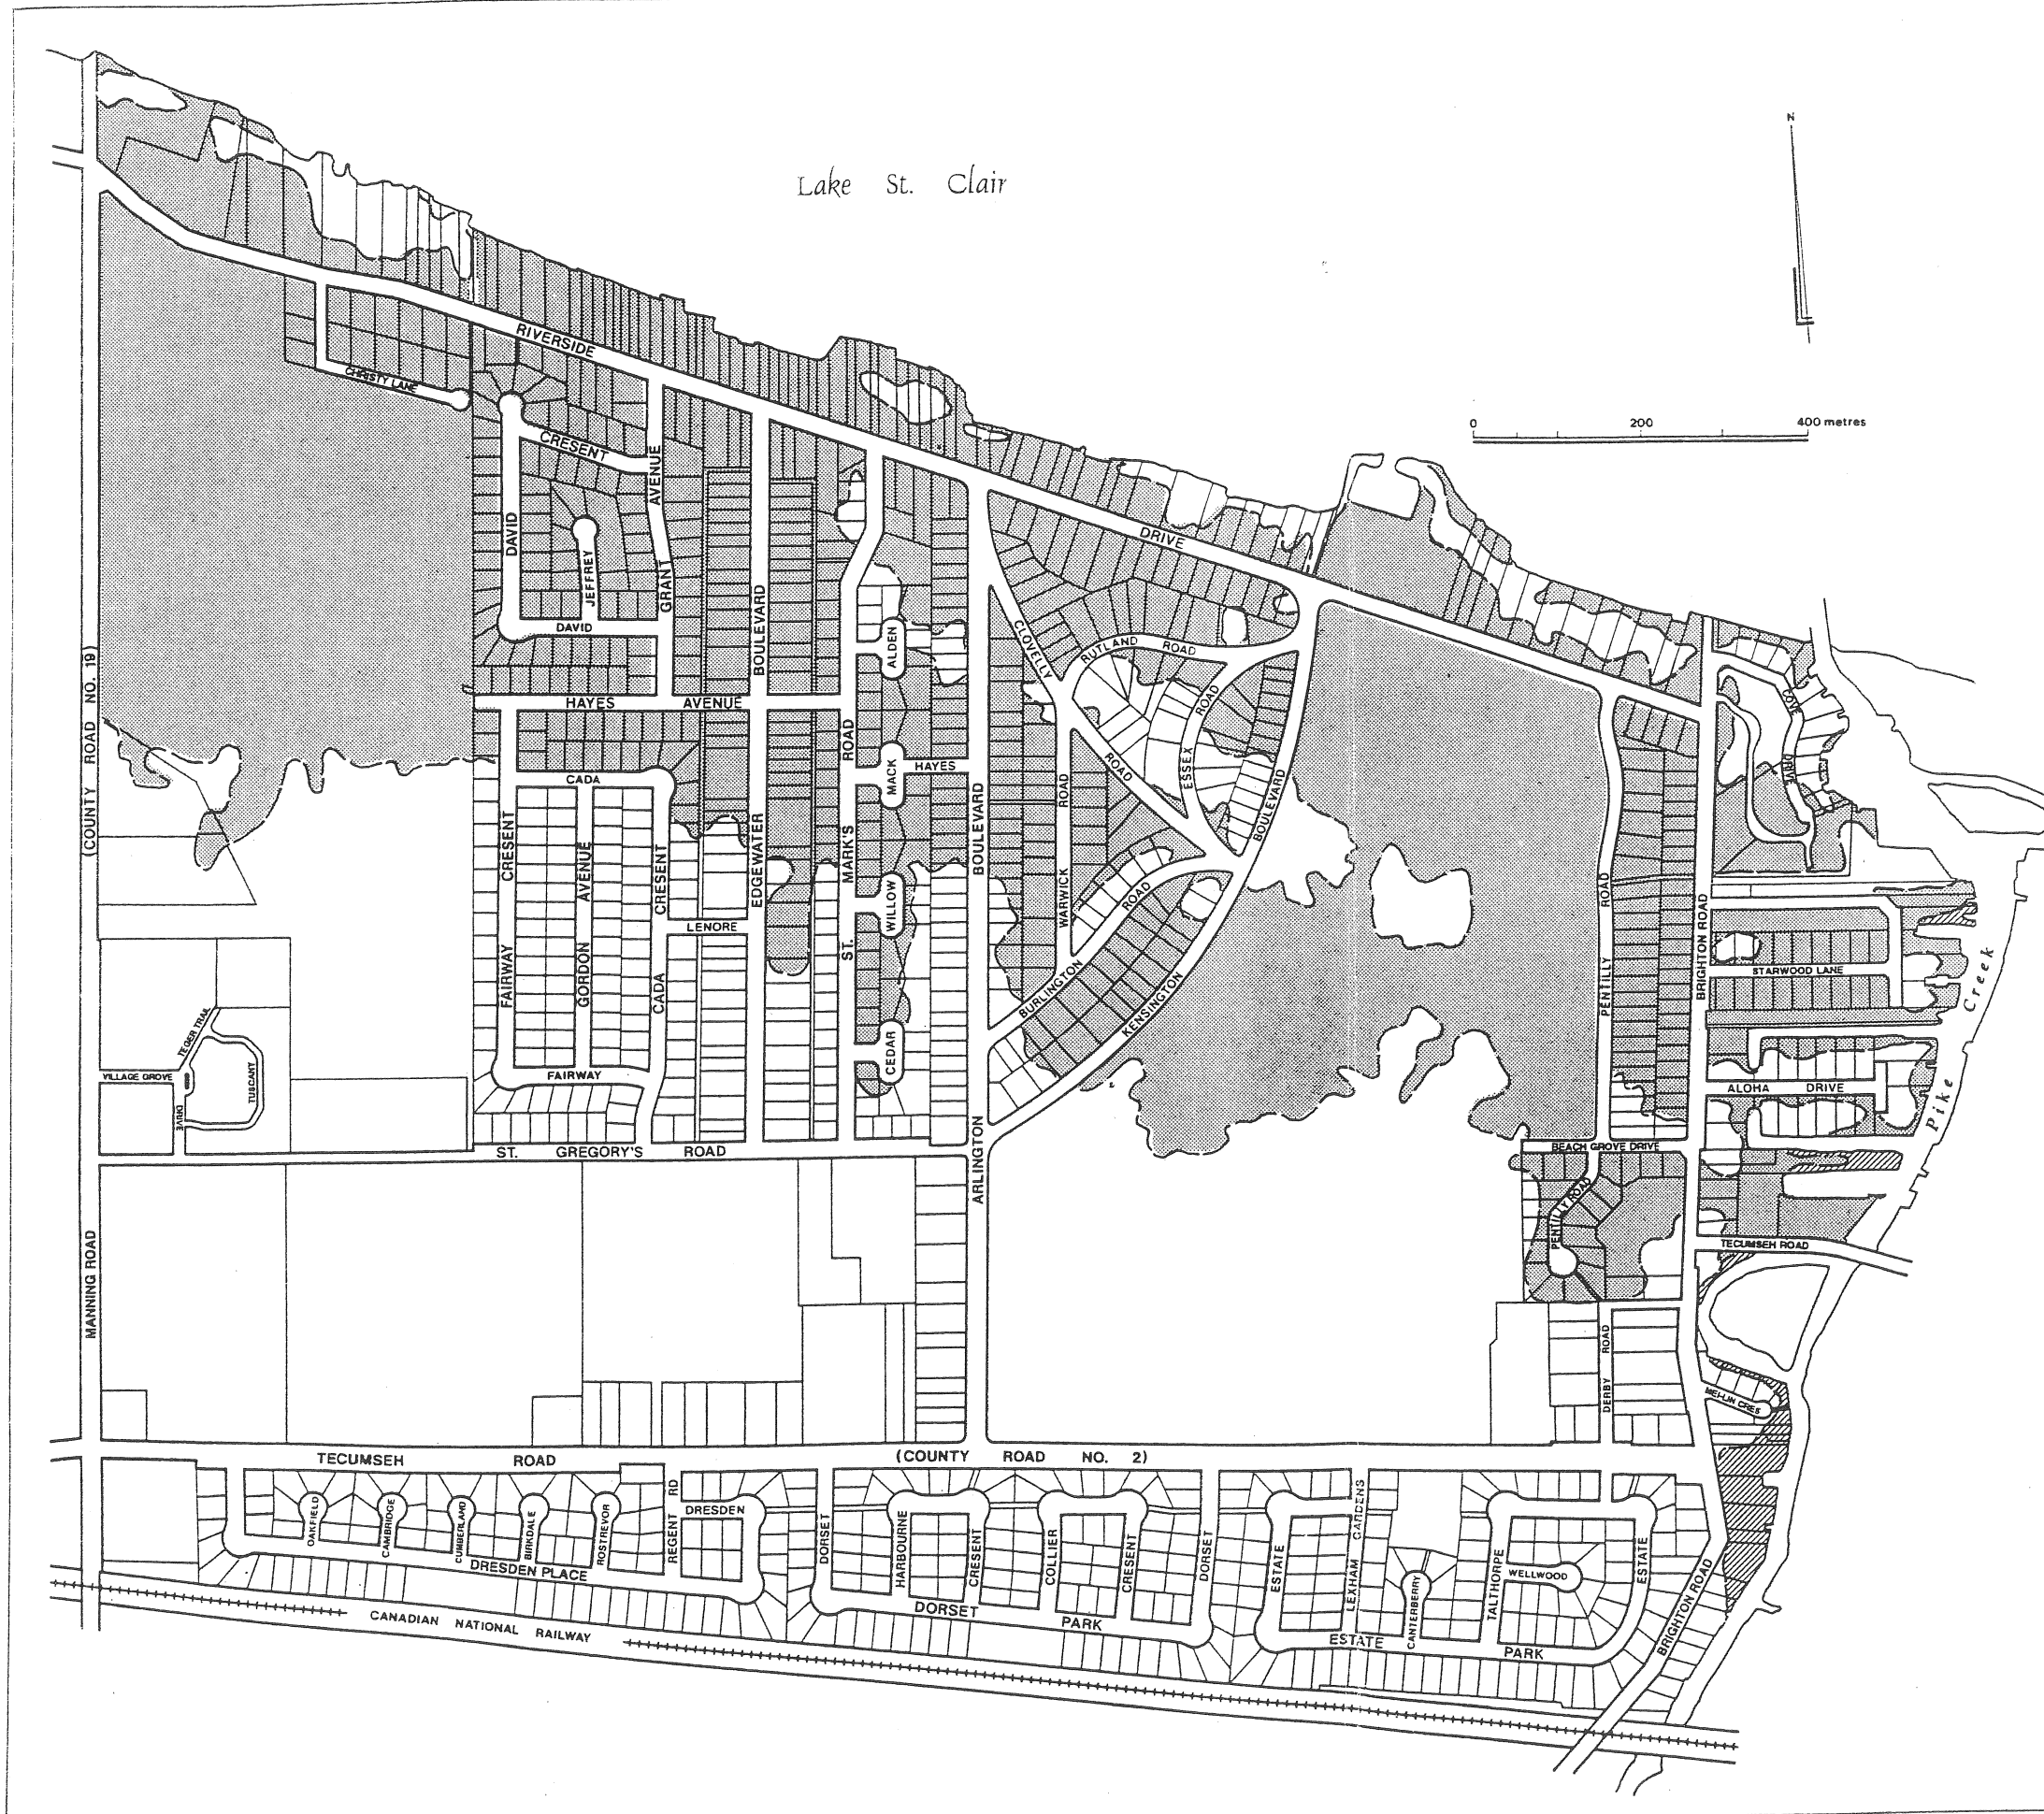 N
Lake St. Clair
0 200 400 metres
RIVERSIDE
DRIVE
CHRISTY LANE
CRESENT
AVENUE
DAVID
JEFFREY
GRANT
DAVID
BOULEVARD
HAYES AVENUE
ALDEN
CLOVELLY
ROAD
RUTLAND ROAD
ESSEX ROAD
BOULEVARD
COVE
DRIVE
(COUNTY ROAD NO. 19)
MANNING ROAD
CADA
MACK
HAYES
ROAD
ST. MARK'S
BOULEVARD
ARLINGTON
WARWICK ROAD
FAIRWAY CRESCENT
GORDON AVENUE
CADA CRESENT
EDGEWATER
LENORE
WILLOW
CEDAR
BURLINGTON ROAD
KENSINGTON
PENTILLY ROAD
BRIGHTON ROAD
STARWOOD LANE
Pike Creek
ALOHA DRIVE
TEGER TRAIL
VILLAGE GROVE
DRIVE
TUSCANY
FAIRWAY
ST. GREGORY'S ROAD
BEACH GROVE DRIVE
PENTILLY ROAD
TECUMSEH ROAD
DERBY ROAD
MEI-LIN CRES
TECUMSEH ROAD (COUNTY ROAD NO. 2)
OAKFIELD
CAMBRIDGE
CUMBERLAND
BIRKDALE
ROSTREVOR
REGENT RD
DRESDEN
DRESDEN PLACE
DORSET
HARBOURNE
CRESENT
COLLIER
CRESENT
DORSET
DORSET PARK
ESTATE
LEXHAM GARDENS
CANTERBERRY
TALTHORPE
WELLWOOD
ESTATE
ESTATE PARK
BRIGHTON ROAD
CANADIAN NATIONAL RAILWAY